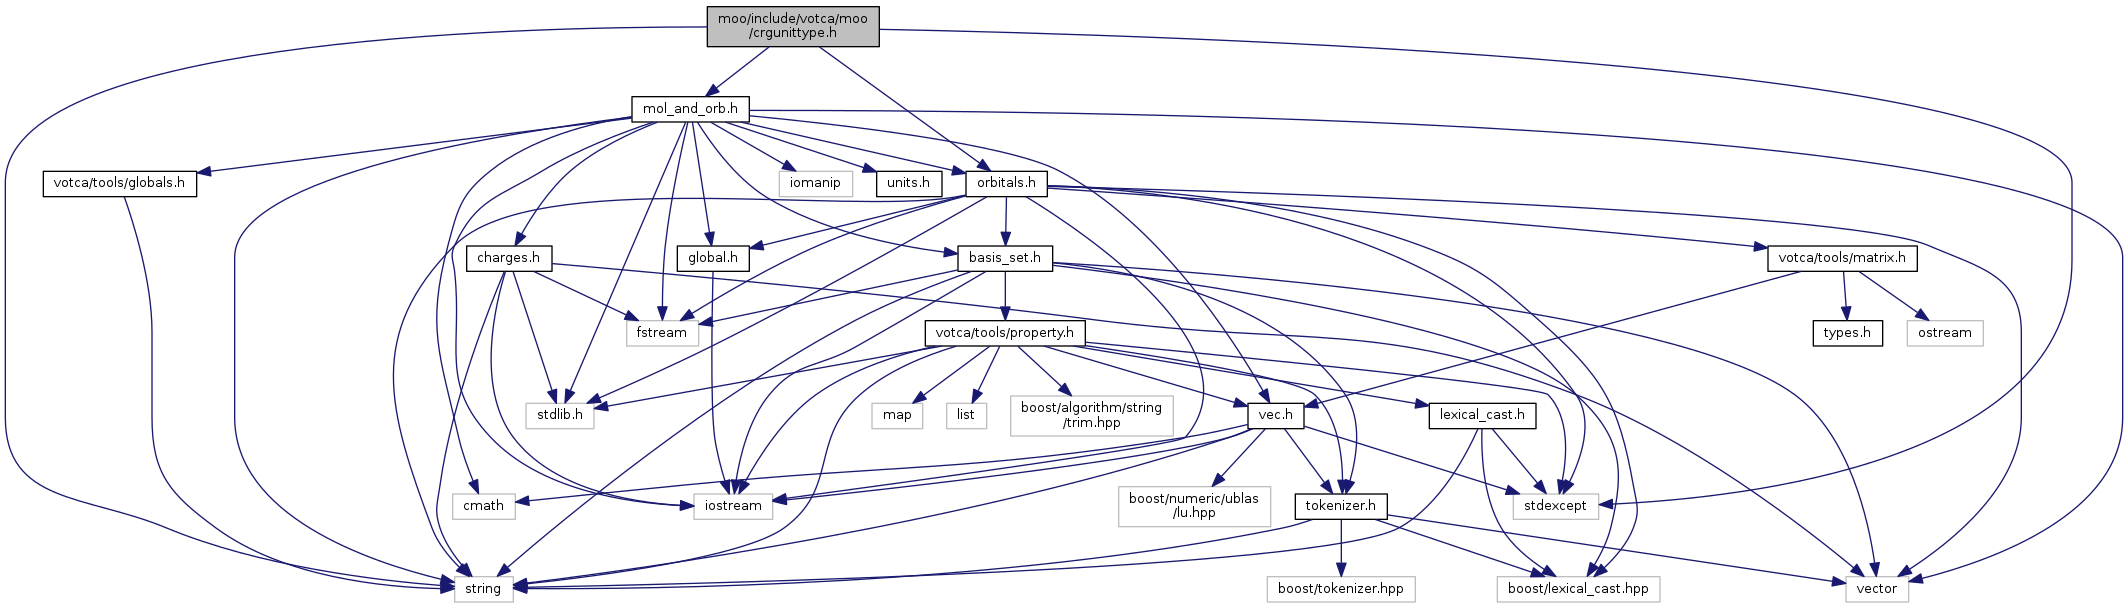 moo/include/votca/moo
/crgunittype.h
mol_and_orb.h
votca/tools/globals.h
iomanip
units.h
orbitals.h
charges.h
global.h
basis_set.h
votca/tools/matrix.h
fstream
votca/tools/property.h
types.h
ostream
stdlib.h
map
list
boost/algorithm/string
/trim.hpp
vec.h
lexical_cast.h
cmath
iostream
boost/numeric/ublas
/lu.hpp
tokenizer.h
stdexcept
string
boost/tokenizer.hpp
boost/lexical_cast.hpp
vector